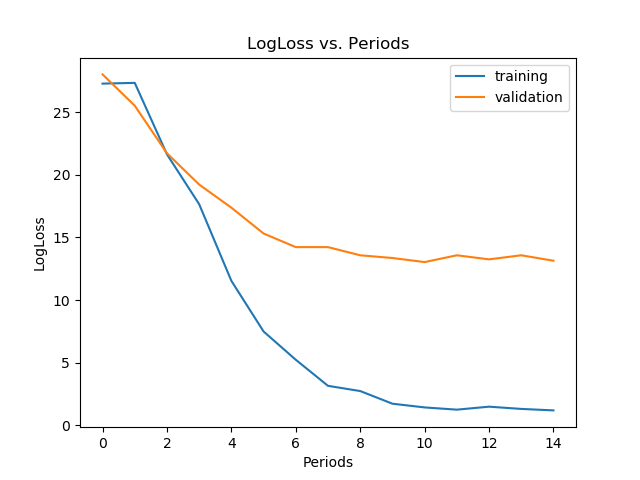 LogLoss vs. Periods
training
validation
LogLoss
25
20
15
10
5
0
0 2 4 6 8 10 12 14
Periods